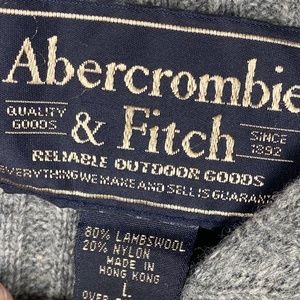 Abercrombie
QUALITY
GOODS
& Fitch
SINCE
1892
RELIABLE OUTDOOR GOODS
EVERYTHING WE MAKE AND SELL IS
80% LAMBSWOOL
20% NYLON
MADE IN
HONG KONG
L
OVER